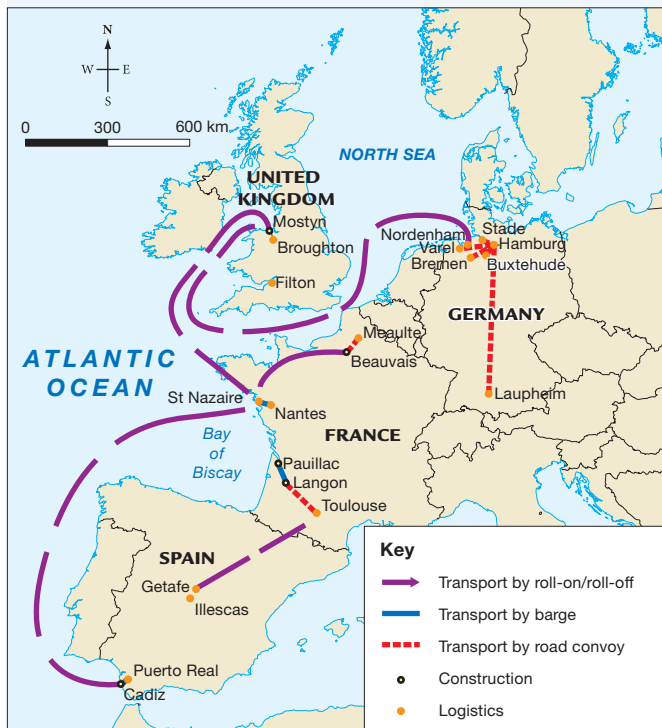 N
W
E
S
0
300
600 km
NORTH SEA
UNITED
KINGDOM
Mostyn
Broughton
Filton
Nordenham
Stade
Varel
Hamburg
Bremen
Buxtehude
GERMANY
Meaulte
Beauvais
Laupheim
ATLANTIC
OCEAN
St Nazaire
Nantes
FRANCE
Bay
of
Biscay
Pauillac
Langon
Toulouse
SPAIN
Getafe
Illescas
Puerto Real
Cadiz
Key
Transport by roll-on/roll-off
Transport by barge
Transport by road convoy
Construction
Logistics